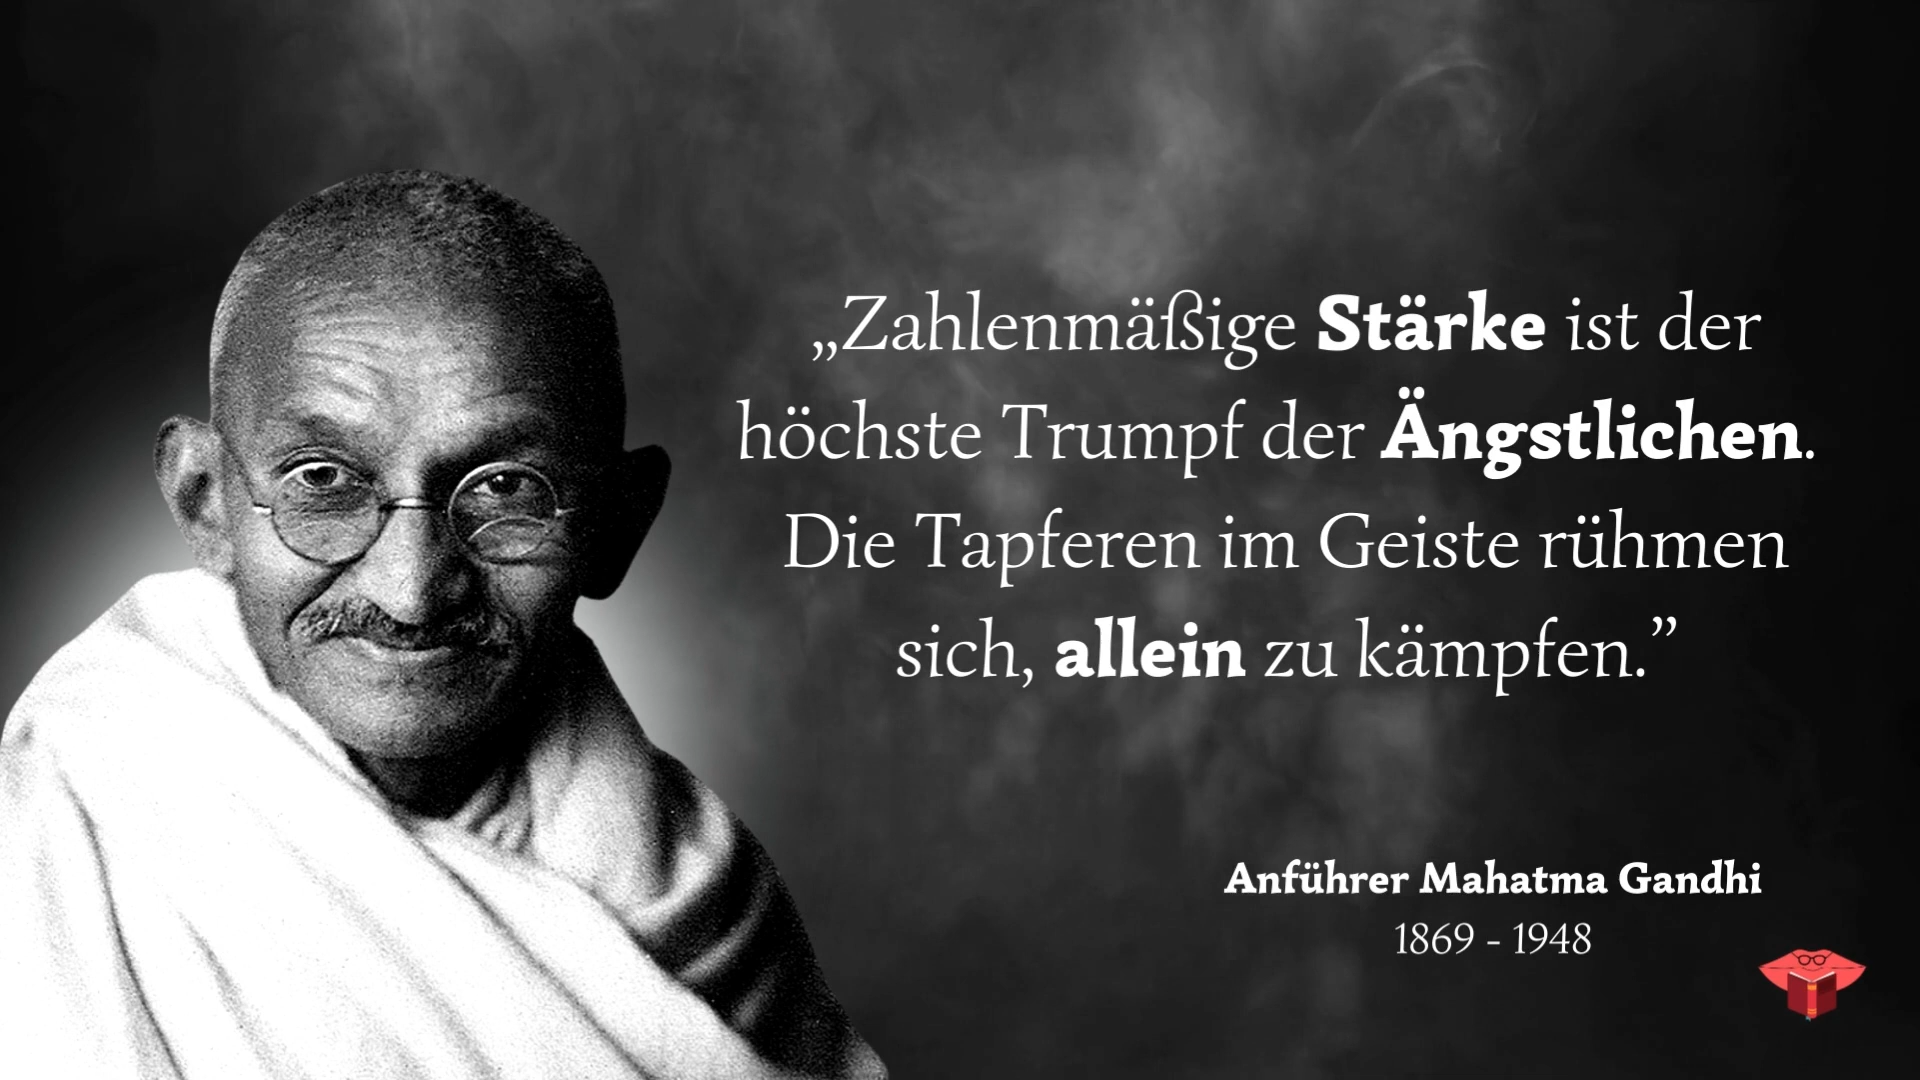 „Zahlenmäßige Stärke ist der
höchste Trumpf der Ängstlichen.
Die Tapferen im Geiste rühmen
sich, allein zu kämpfen.”
Anführer Mahatma Gandhi
1869 - 1948